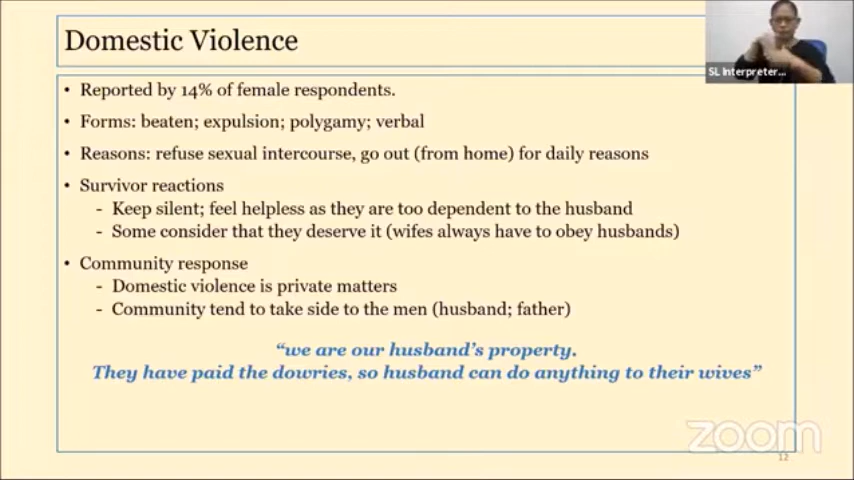 Domestic Violence
SL Interpreter...
• Reported by 14% of female respondents.
• Forms: beaten; expulsion; polygamy; verbal
• Reasons: refuse sexual intercourse, go out (from home) for daily reasons
• Survivor reactions
- Keep silent; feel helpless as they are too dependent to the husband
- Some consider that they deserve it (wifes always have to obey husbands)
• Community response
- Domestic violence is private matters
- Community tend to take side to the men (husband; father)
“we are our husband’s property.
They have paid the dowries, so husband can do anything to their wives”
zoom
12